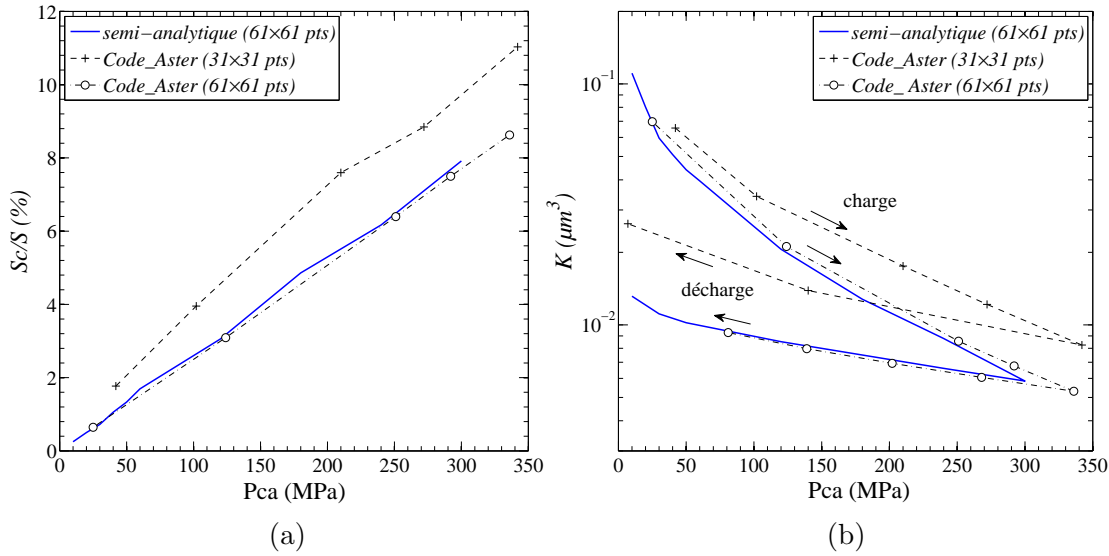 semi−analytique (61×61 pts)
Code_Aster (31×31 pts)
Code_Aster (61×61 pts)
12
10
8
6
4
2
0
Sc/S (%)
0 50 100 150 200 250 300 350
Pca (MPa)
(a)
semi−analytique (61×61 pts)
Code_Aster (31×31 pts)
Code_ Aster (61×61 pts)
10−1
10−2
K (μm3)
charge
décharge
0 50 100 150 200 250 300 350
Pca (MPa)
(b)